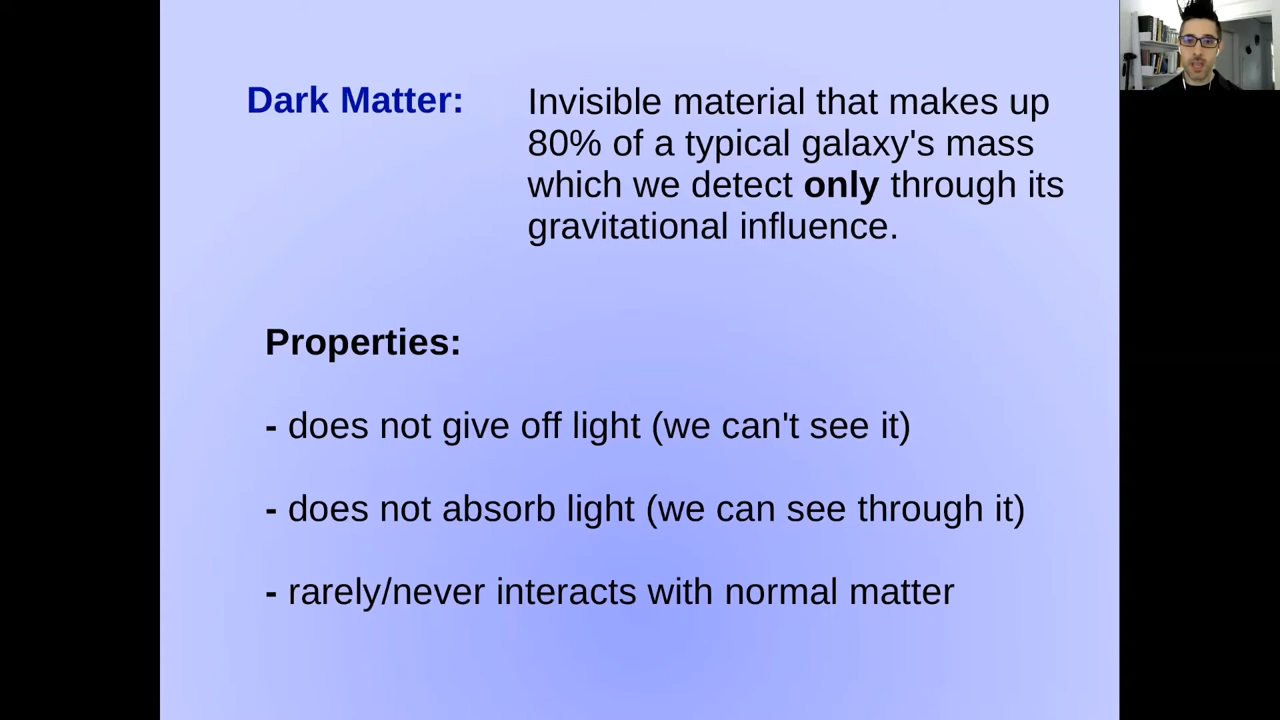 Dark Matter:
Invisible material that makes up
80% of a typical galaxy's mass
which we detect only through its
gravitational influence.
Properties:
- does not give off light (we can't see it)
- does not absorb light (we can see through it)
- rarely/never interacts with normal matter